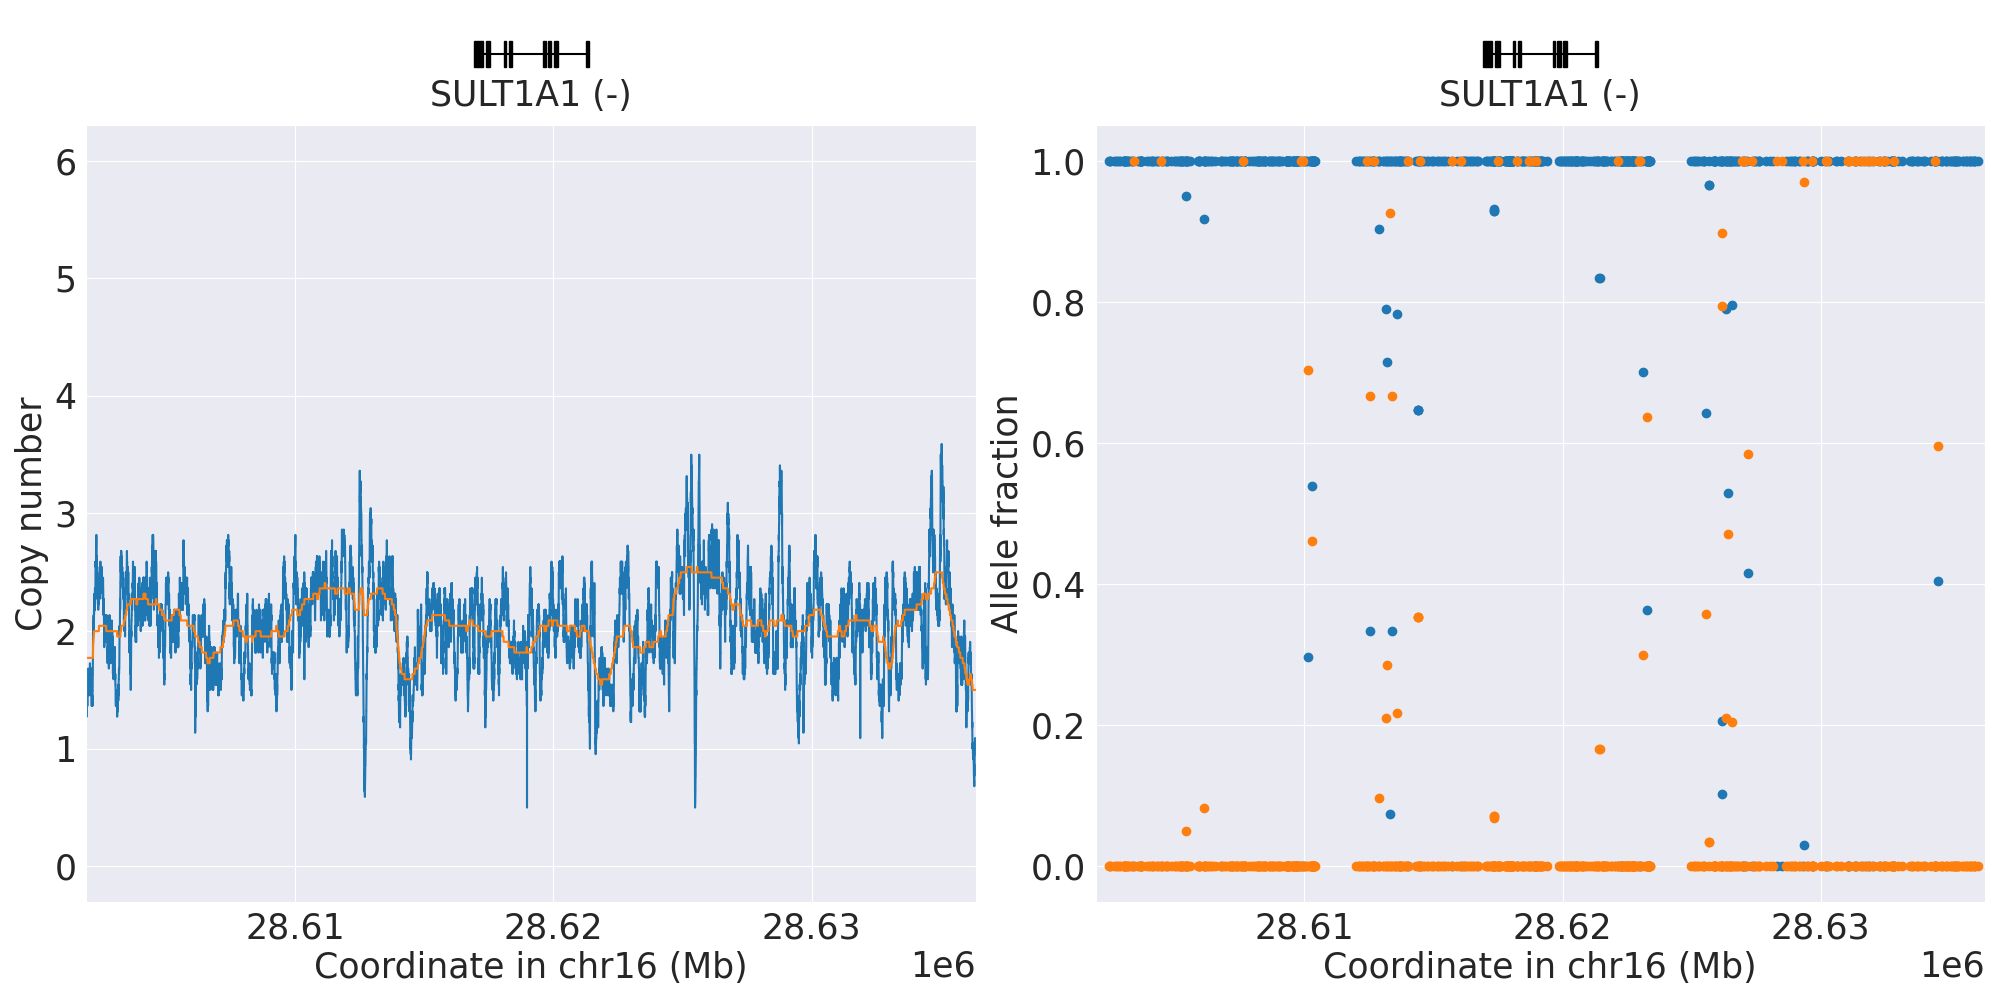 SULT1A1 (-)
6
5
4
3
2
1
0
Copy number
28.61
28.62
28.63
Coordinate in chr16 (Mb)
1e6
SULT1A1 (-)
1.0
0.8
0.6
0.4
0.2
0.0
Allele fraction
28.61
28.62
28.63
Coordinate in chr16 (Mb)
1e6